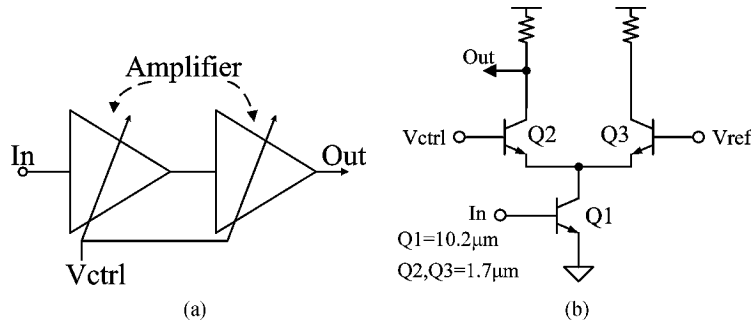 Amplifier
In
Out
Vctrl
(a)
Out
Vctrl
Q2
Q3
Vref
In
Q1
Q1=10.2μm
Q2,Q3=1.7μm
(b)